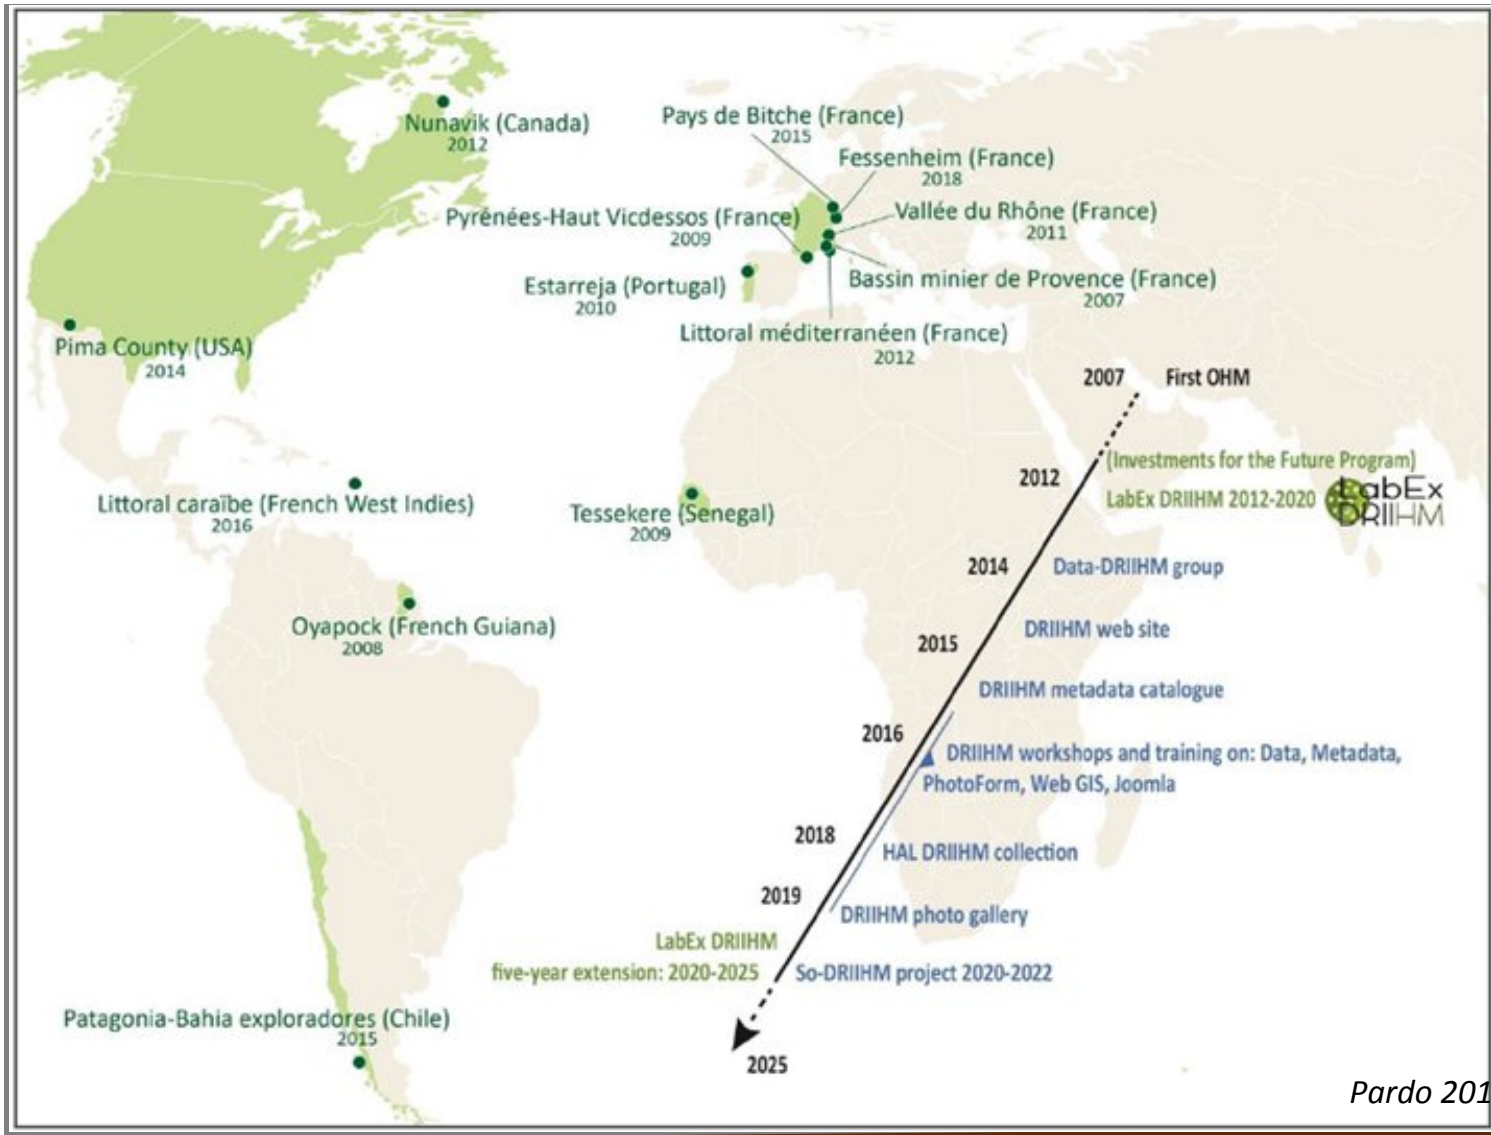 Nunavik (Canada)
2012
Pays de Bitche (France)
2015
Fessenheim (France)
2018
Pyrénées-Haut Vicdessos (France)
2009
Vallée du Rhône (France)
2011
Estarreja (Portugal)
2010
Bassin minier de Provence (France)
2007
Littoral méditerranéen (France)
2012
Pima County (USA)
2014
Littoral caraïbe (French West Indies)
2016
Tessekere (Senegal)
2009
Oyapock (French Guiana)
2008
Patagonia-Bahia exploradores (Chile)
2015
2007 First OHM
(Investments for the Future Program)
2012
LabEx DRIIHM 2012-2020
LabEx
DRIIHM
2014 Data-DRIIHM group
DRIIHM web site
2015
DRIIHM metadata catalogue
2016
DRIIHM workshops and training on: Data, Metadata,
PhotoForm, Web GIS, Joomla
2018
HAL DRIIHM collection
2019
DRIIHM photo gallery
LabEx DRIIHM
five-year extension: 2020-2025
So-DRIIHM project 2020-2022
2025
Pardo 201